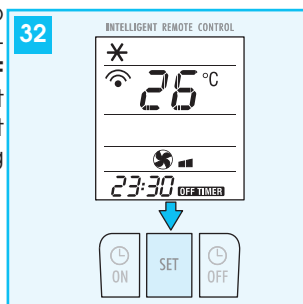 32
INTELLIGENT REMOTE CONTROL
26 °C
23:30 OFF TIMER
ON
SET
OFF